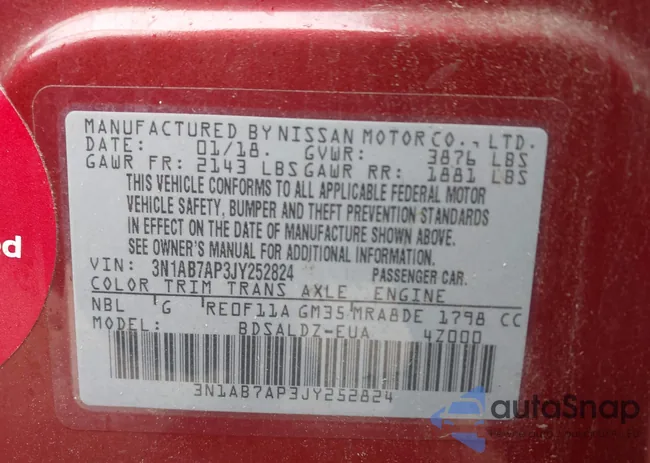 MANUFACTURED BY NISSAN MOTOR CO., LTD.
DATE: 01/18. GVWR: 3876 LBS
GAWR FR: 2143 LBS GAWR RR: 1881 LBS
THIS VEHICLE CONFORMS TO ALL APPLICABLE FEDERAL MOTOR
VEHICLE SAFETY, BUMPER AND THEFT PREVENTION STANDARDS
IN EFFECT ON THE DATE OF MANUFACTURE SHOWN ABOVE.
SEE OWNER'S MANUAL FOR ADDITIONAL INFORMATION.
VIN: 3N1AB7AP3JY252824 PASSENGER CAR.
COLOR TRIM TRANS AXLE ENGINE
NBL G RE0F11A GM35 MRA8DE 1798 CC
MODEL: BDSALDZ-EUA 4Z000
3N1AB7AP3JY252824
ed
autoSnap